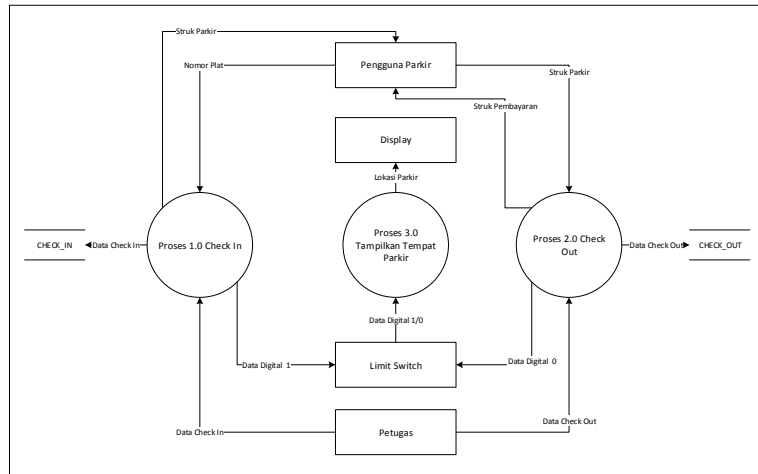 Struk Parkir
Nomor Plat
Pengguna Parkir
Struk Parkir
Struk Pembayaran
Display
Lokasi Parkir
CHECK_IN
Data Check In
Proses 1.0 Check In
Proses 3.0
Tampilkan Tempat
Parkir
Proses 2.0 Check
Out
Data Check Out
CHECK_OUT
Data Digital 1/0
Data Digital 1
Limit Switch
Data Digital 0
Data Check In
Petugas
Data Check Out